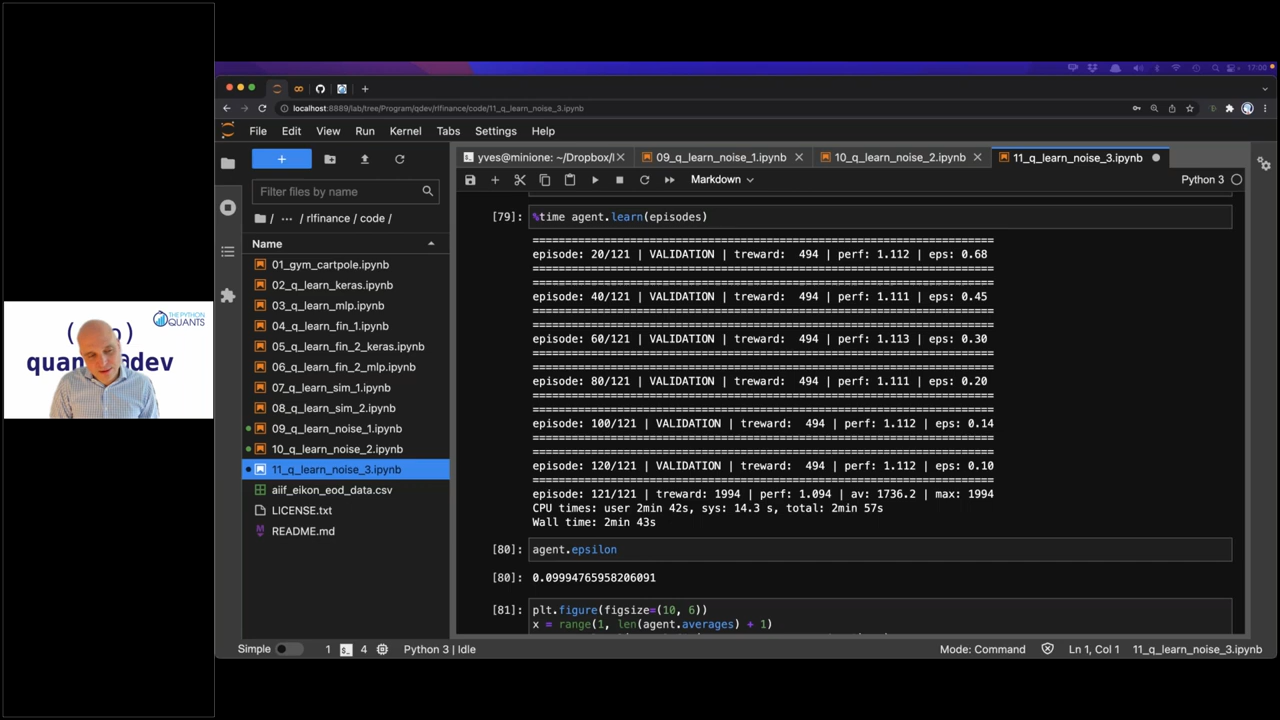 17:00
localhost:8889/lab/tree/Program/qdev/rlfinance/code/11_q_learn_noise_3.ipynb
File Edit View Run Kernel Tabs Settings Help
yves@minione: ~/Dropbox/
09_q_learn_noise_1.ipynb
10_q_learn_noise_2.ipynb
11_q_learn_noise_3.ipynb
Markdown
Python 3
Filter files by name
/ ... / rlfinance / code /
Name
01_gym_cartpole.ipynb
02_q_learn_keras.ipynb
03_q_learn_mlp.ipynb
04_q_learn_fin_1.ipynb
05_q_learn_fin_2_keras.ipynb
06_q_learn_fin_2_mlp.ipynb
07_q_learn_sim_1.ipynb
08_q_learn_sim_2.ipynb
09_q_learn_noise_1.ipynb
10_q_learn_noise_2.ipynb
11_q_learn_noise_3.ipynb
aiif_eikon_eod_data.csv
LICENSE.txt
README.md
[79]: %time agent.learn(episodes)
=================================================================
episode: 20/121 | VALIDATION | treward: 494 | perf: 1.112 | eps: 0.68
=================================================================
=================================================================
episode: 40/121 | VALIDATION | treward: 494 | perf: 1.111 | eps: 0.45
=================================================================
=================================================================
episode: 60/121 | VALIDATION | treward: 494 | perf: 1.113 | eps: 0.30
=================================================================
=================================================================
episode: 80/121 | VALIDATION | treward: 494 | perf: 1.111 | eps: 0.20
=================================================================
=================================================================
episode: 100/121 | VALIDATION | treward: 494 | perf: 1.112 | eps: 0.14
=================================================================
=================================================================
episode: 120/121 | VALIDATION | treward: 494 | perf: 1.112 | eps: 0.10
=================================================================
episode: 121/121 | treward: 1994 | perf: 1.094 | av: 1736.2 | max: 1994
CPU times: user 2min 42s, sys: 14.3 s, total: 2min 57s
Wall time: 2min 43s
[80]: agent.epsilon
[80]: 0.09994765958206091
[81]: plt.figure(figsize=(10, 6))
x = range(1, len(agent.averages) + 1)
Simple 1 4 Python 3 | Idle
Mode: Command Ln 1, Col 1 11_q_learn_noise_3.ipynb
THE PYTHON
QUANTS